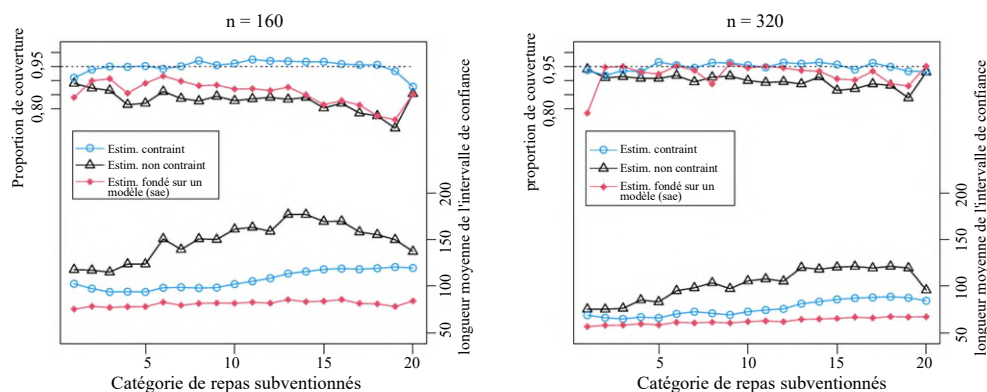 n = 160
Proportion de couverture
0,95
0,80
Estim. contraint
Estim. non contraint
Estim. fondé sur un
modèle (sae)
200
150
100
50
longueur moyenne de l'intervalle de confiance
5
10
15
20
Catégorie de repas subventionnés
n = 320
proportion de couverture
0,95
0,80
Estim. contraint
Estim. non contraint
Estim. fondé sur un
modèle (sae)
200
150
100
50
longueur moyenne de l'intervalle de confiance
5
10
15
20
Catégorie de repas subventionnés